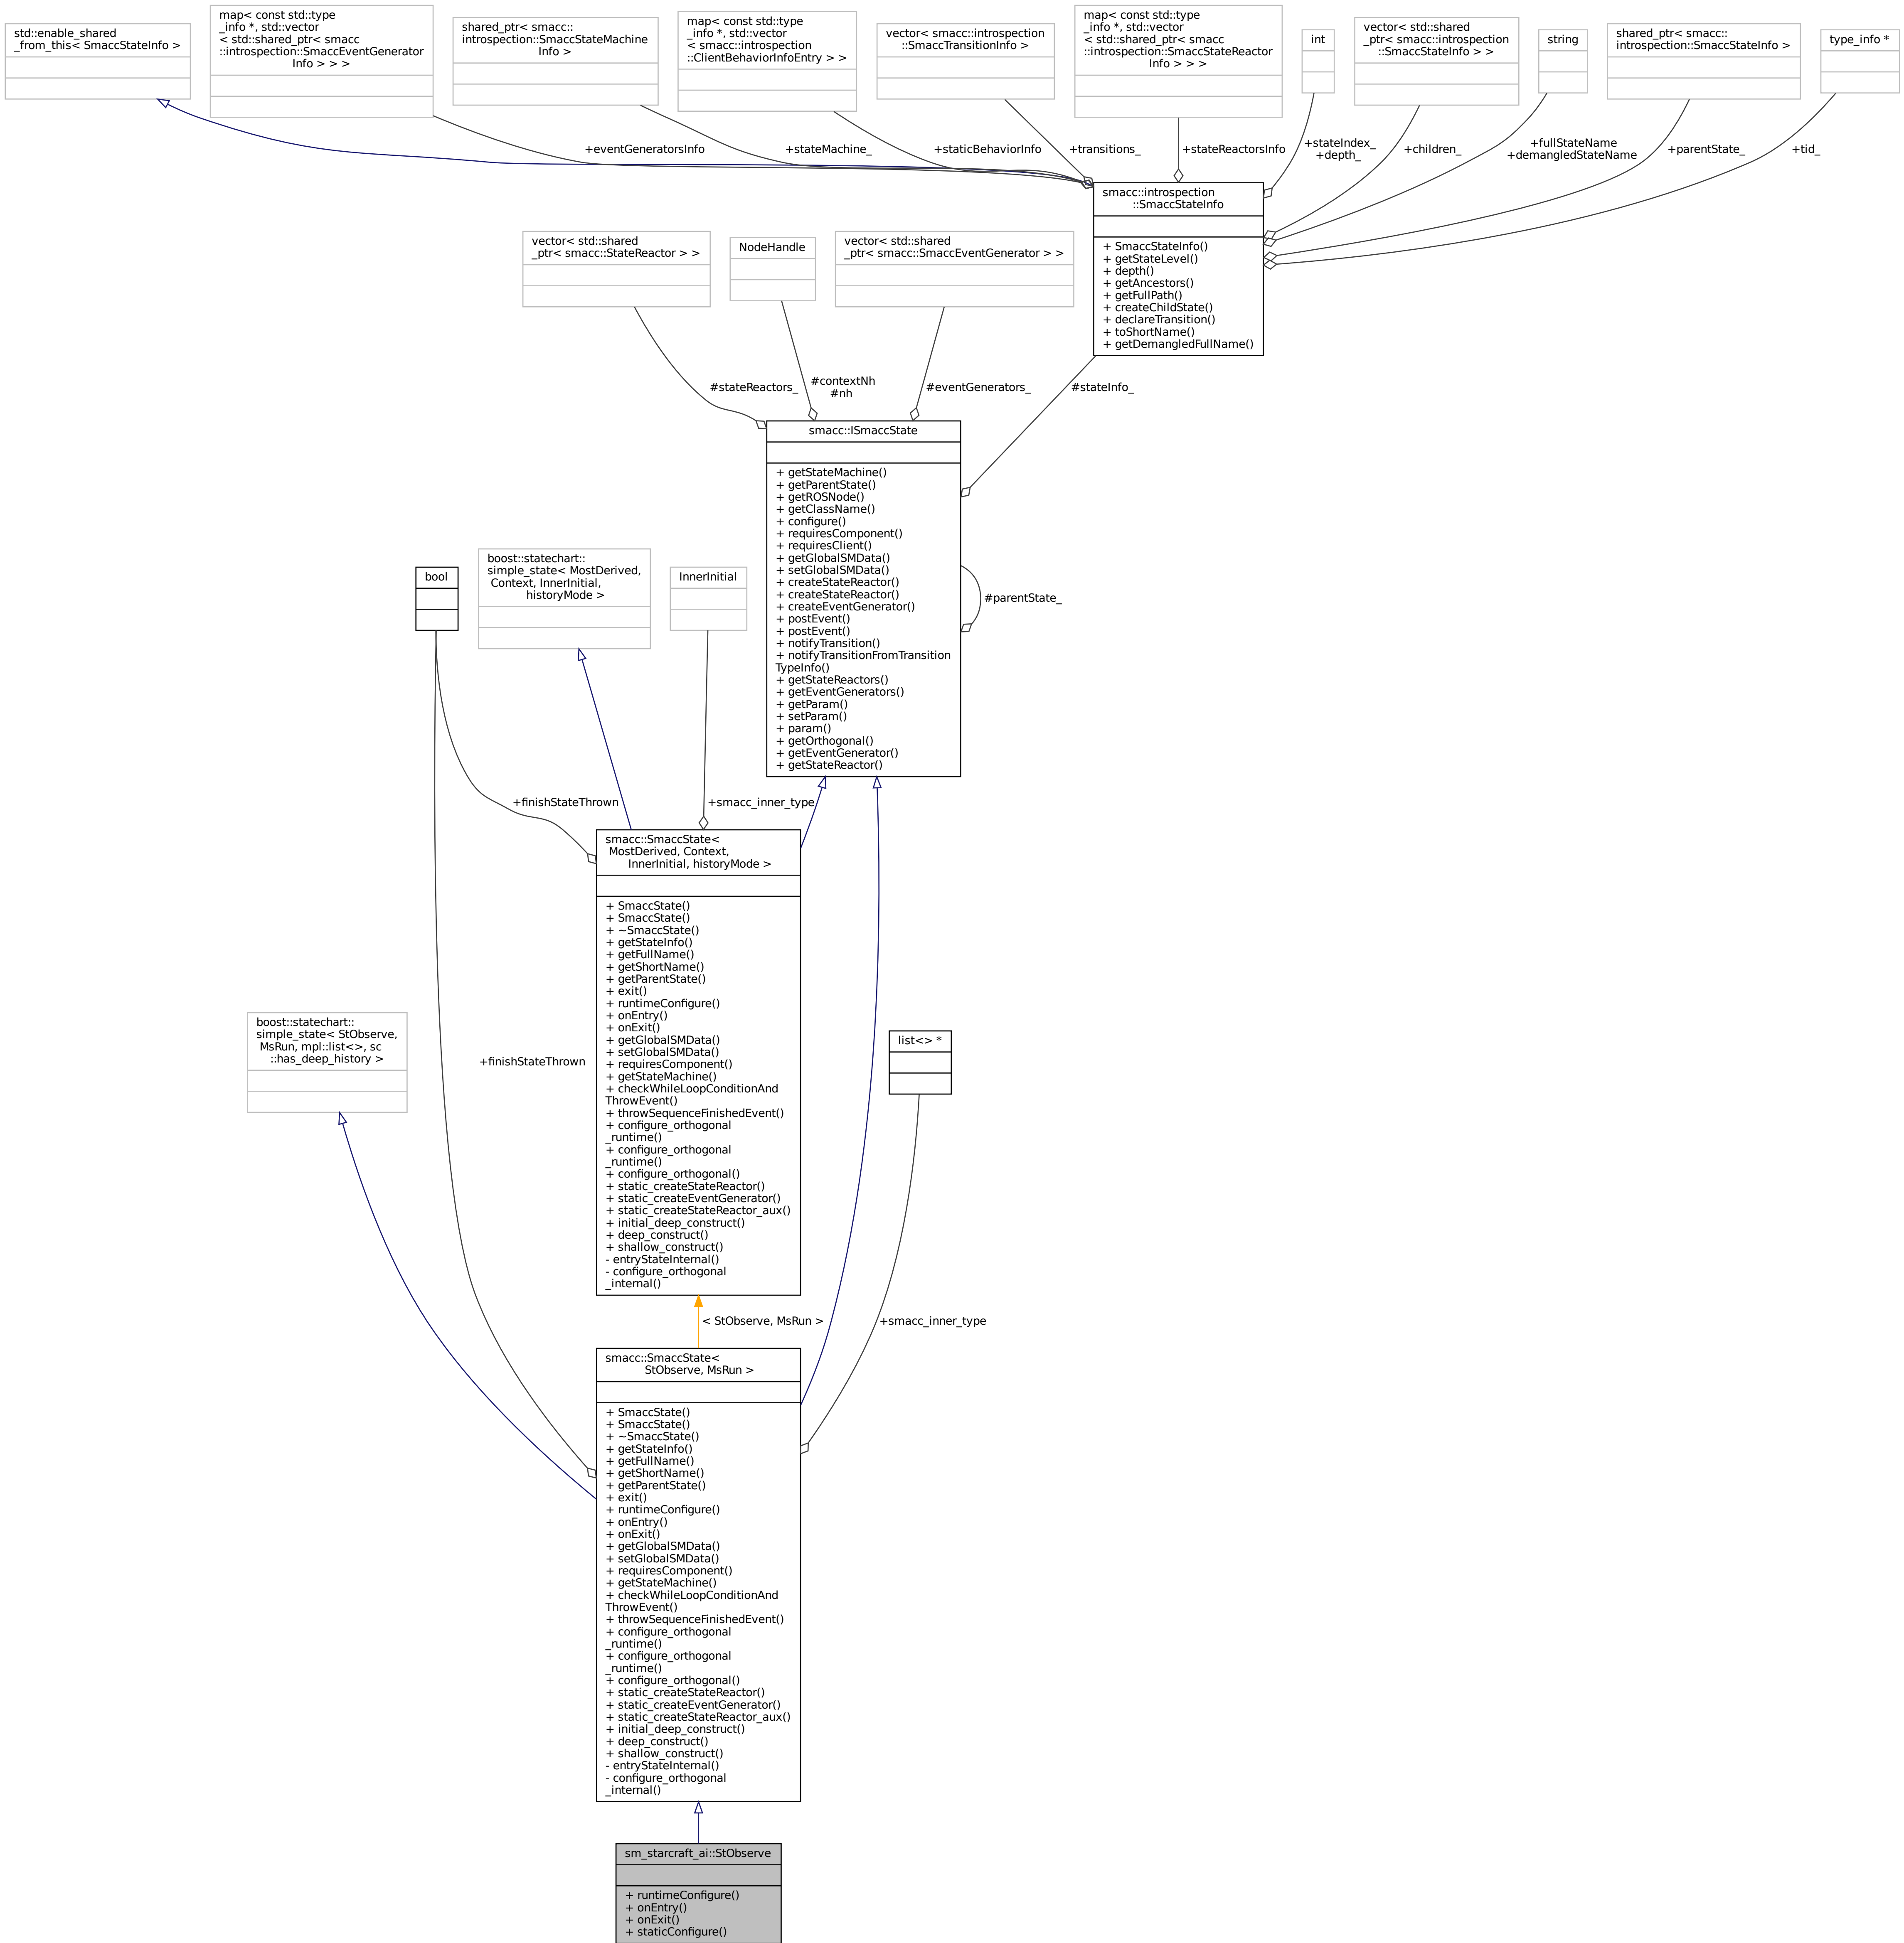 std::enable_shared
_from_this< SmaccStateInfo >
map< const std::type
_info *, std::vector
< std::shared_ptr< smacc
::introspection::SmaccEventGenerator
Info > > >
shared_ptr< smacc::
introspection::SmaccStateMachine
Info >
map< const std::type
_info *, std::vector
< smacc::introspection
::ClientBehaviorInfoEntry > >
vector< smacc::introspection
::SmaccTransitionInfo >
map< const std::type
_info *, std::vector
< std::shared_ptr< smacc
::introspection::SmaccStateReactor
Info > > >
int
vector< std::shared
_ptr< smacc::introspection
::SmaccStateInfo > >
string
shared_ptr< smacc::
introspection::SmaccStateInfo >
type_info *
+eventGeneratorsInfo
+stateMachine_
+staticBehaviorInfo
+transitions_
+stateReactorsInfo
+stateIndex_
+depth_
+children_
+fullStateName
+demangledStateName
+parentState_
+tid_
smacc::introspection
::SmaccStateInfo
+ SmaccStateInfo()
+ getStateLevel()
+ depth()
+ getAncestors()
+ getFullPath()
+ createChildState()
+ declareTransition()
+ toShortName()
+ getDemangledFullName()
vector< std::shared
_ptr< smacc::StateReactor > >
NodeHandle
vector< std::shared
_ptr< smacc::SmaccEventGenerator > >
#stateReactors_
#contextNh
#nh
#eventGenerators_
#stateInfo_
smacc::ISmaccState
+ getStateMachine()
+ getParentState()
+ getROSNode()
+ getClassName()
+ configure()
+ requiresComponent()
+ requiresClient()
+ getGlobalSMData()
+ setGlobalSMData()
+ createStateReactor()
+ createStateReactor()
+ createEventGenerator()
+ postEvent()
+ postEvent()
+ notifyTransition()
+ notifyTransitionFromTransition
TypeInfo()
+ getStateReactors()
+ getEventGenerators()
+ getParam()
+ setParam()
+ param()
+ getOrthogonal()
+ getEventGenerator()
+ getStateReactor()
#parentState_
bool
boost::statechart::
simple_state< MostDerived,
Context, InnerInitial,
historyMode >
InnerInitial
+finishStateThrown
+smacc_inner_type
smacc::SmaccState<
MostDerived, Context,
InnerInitial, historyMode >
+ SmaccState()
+ SmaccState()
+ ~SmaccState()
+ getStateInfo()
+ getFullName()
+ getShortName()
+ getParentState()
+ exit()
+ runtimeConfigure()
+ onEntry()
+ onExit()
+ getGlobalSMData()
+ setGlobalSMData()
+ requiresComponent()
+ getStateMachine()
+ checkWhileLoopConditionAnd
ThrowEvent()
+ throwSequenceFinishedEvent()
+ configure_orthogonal
_runtime()
+ configure_orthogonal
_runtime()
+ configure_orthogonal()
+ static_createStateReactor()
+ static_createEventGenerator()
+ static_createStateReactor_aux()
+ initial_deep_construct()
+ deep_construct()
+ shallow_construct()
- entryStateInternal()
- configure_orthogonal
_internal()
boost::statechart::
simple_state< StObserve,
MsRun, mpl::list<>, sc
::has_deep_history >
+finishStateThrown
list<> *
< StObserve, MsRun >
+smacc_inner_type
smacc::SmaccState<
StObserve, MsRun >
+ SmaccState()
+ SmaccState()
+ ~SmaccState()
+ getStateInfo()
+ getFullName()
+ getShortName()
+ getParentState()
+ exit()
+ runtimeConfigure()
+ onEntry()
+ onExit()
+ getGlobalSMData()
+ setGlobalSMData()
+ requiresComponent()
+ getStateMachine()
+ checkWhileLoopConditionAnd
ThrowEvent()
+ throwSequenceFinishedEvent()
+ configure_orthogonal
_runtime()
+ configure_orthogonal
_runtime()
+ configure_orthogonal()
+ static_createStateReactor()
+ static_createEventGenerator()
+ static_createStateReactor_aux()
+ initial_deep_construct()
+ deep_construct()
+ shallow_construct()
- entryStateInternal()
- configure_orthogonal
_internal()
sm_starcraft_ai::StObserve
+ runtimeConfigure()
+ onEntry()
+ onExit()
+ staticConfigure()